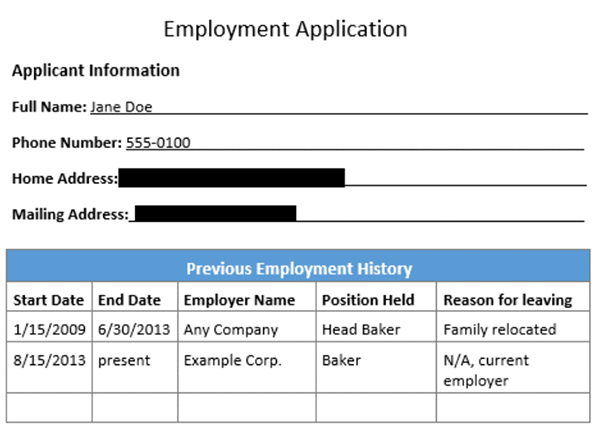 Employment Application
Applicant Information
Full Name: Jane Doe
Phone Number: 555-0100
Home Address:
Mailing Address:
Previous Employment History
Start Date End Date Employer Name Position Held Reason for leaving
1/15/2009 6/30/2013 Any Company Head Baker Family relocated
8/15/2013 present Example Corp. Baker N/A, current
employer